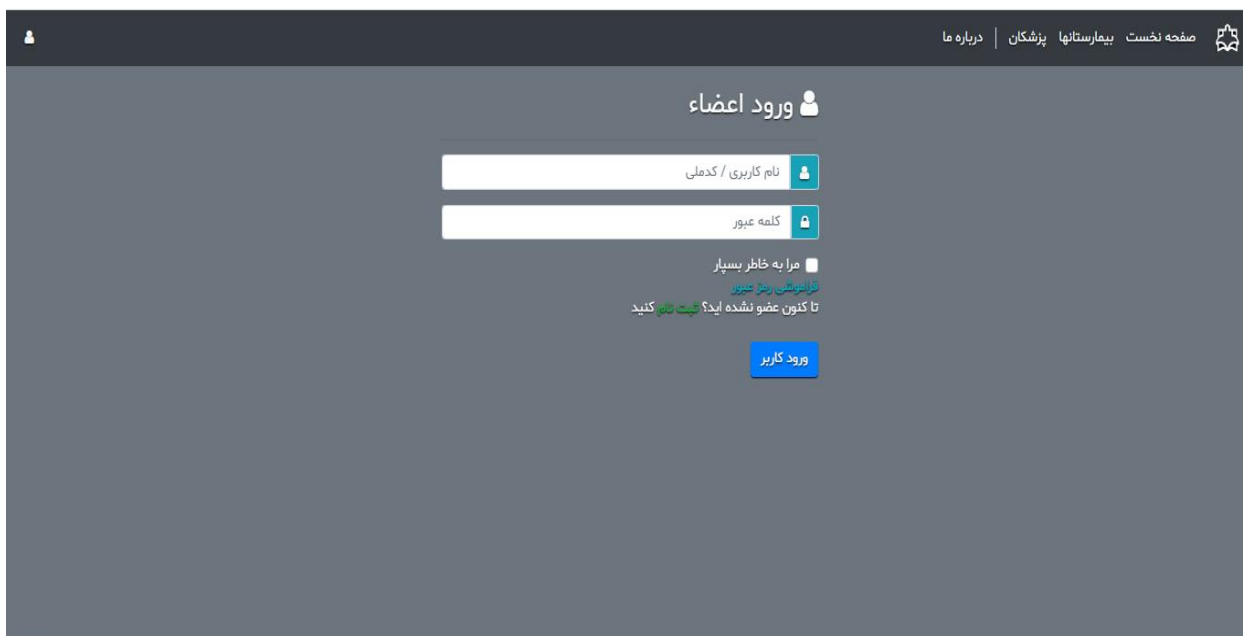 صفحه نخست بیمارستانها پزشکان | درباره ما
ورود اعضاء
نام کاربری / کدملی
کلمه عبور
مرا به خاطر بسپار
فراموشی رمز عبور
تا کنون عضو نشده اید؟ ثبت نام کنید
ورود کاربر